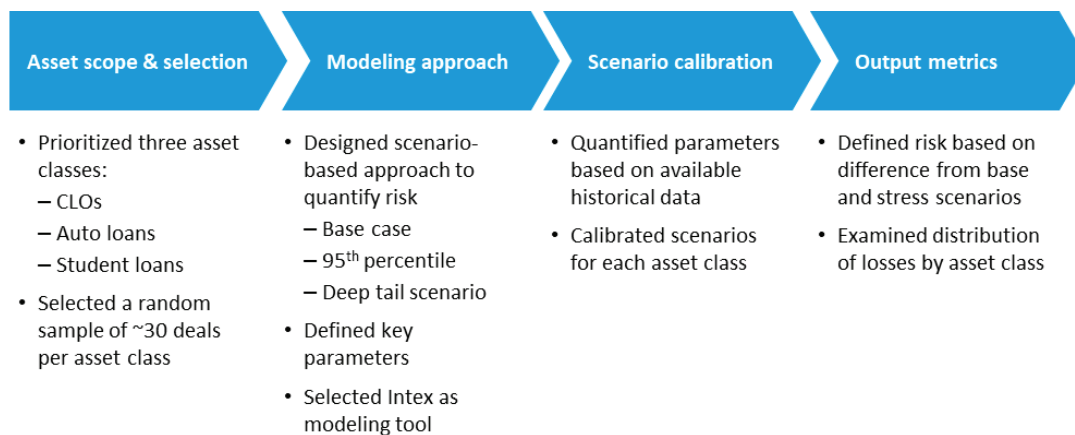 Asset scope & selection
• Prioritized three asset
classes:
– CLOs
– Auto loans
– Student loans
• Selected a random
sample of ~30 deals
per asset class
Modeling approach
• Designed scenario-
based approach to
quantify risk
– Base case
– 95th percentile
– Deep tail scenario
• Defined key
parameters
• Selected Intex as
modeling tool
Scenario calibration
• Quantified parameters
based on available
historical data
• Calibrated scenarios
for each asset class
Output metrics
• Defined risk based on
difference from base
and stress scenarios
• Examined distribution
of losses by asset class